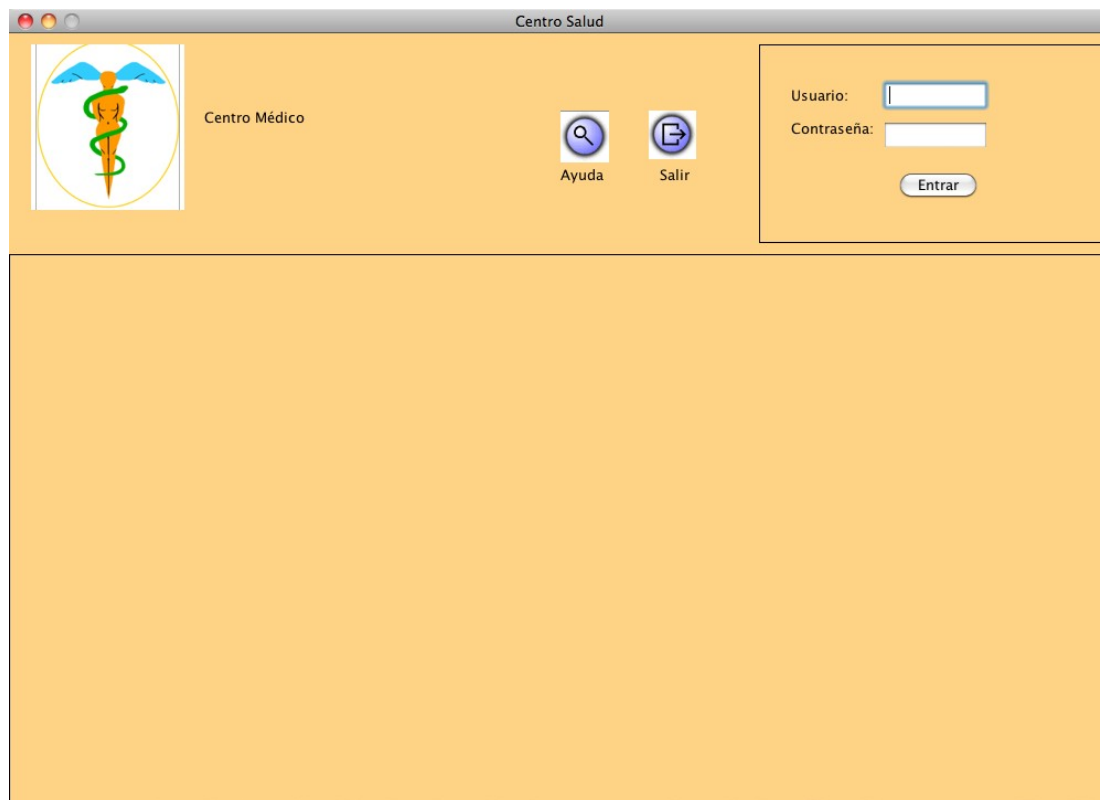 Centro Salud
Centro Médico
Ayuda
Salir
Usuario:
Contraseña:
Entrar